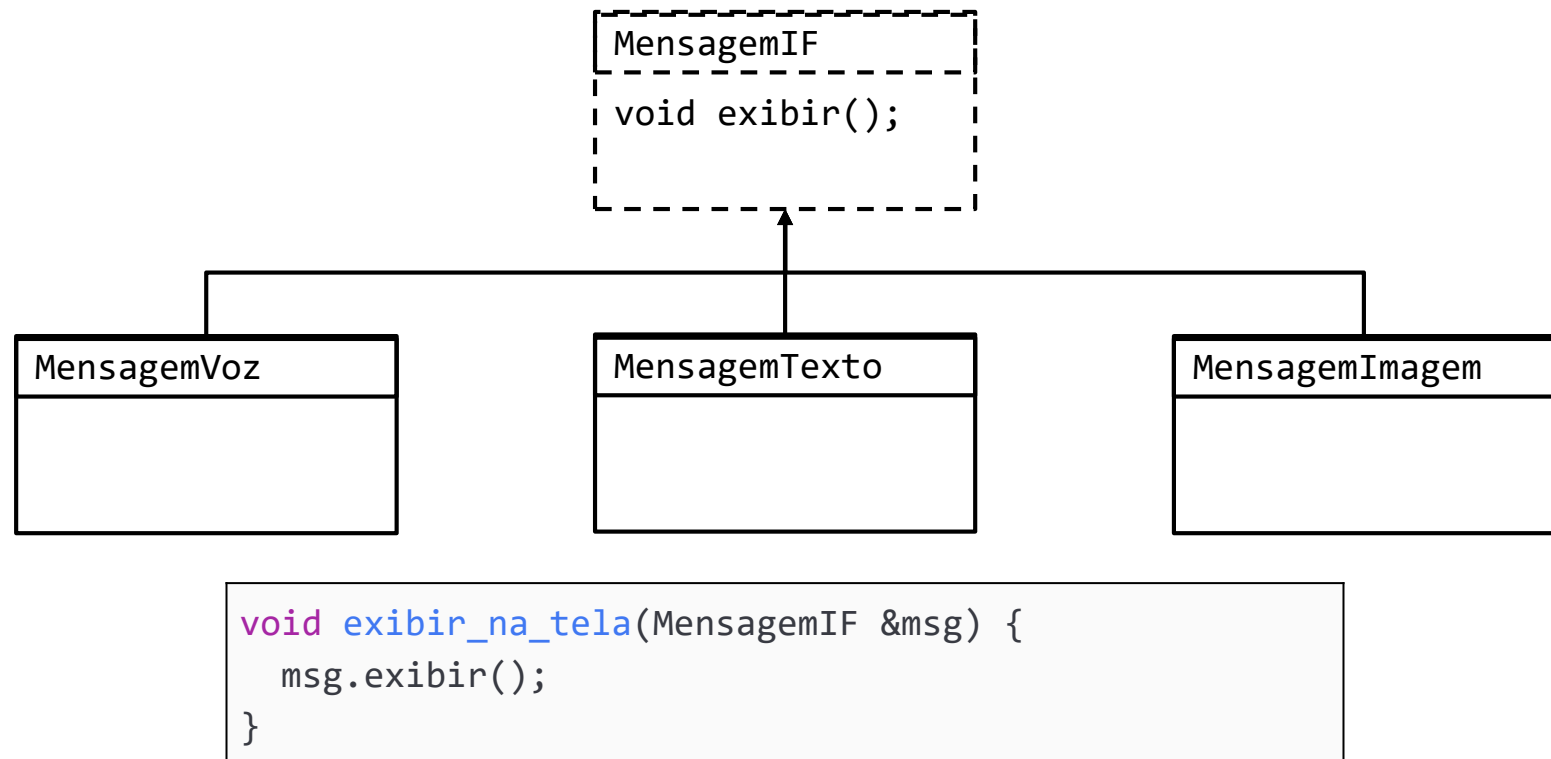 MensagemIF
void exibir();
MensagemVoz
MensagemTexto
MensagemImagem
void exibir_na_tela(MensagemIF &msg) {
  msg.exibir();
}